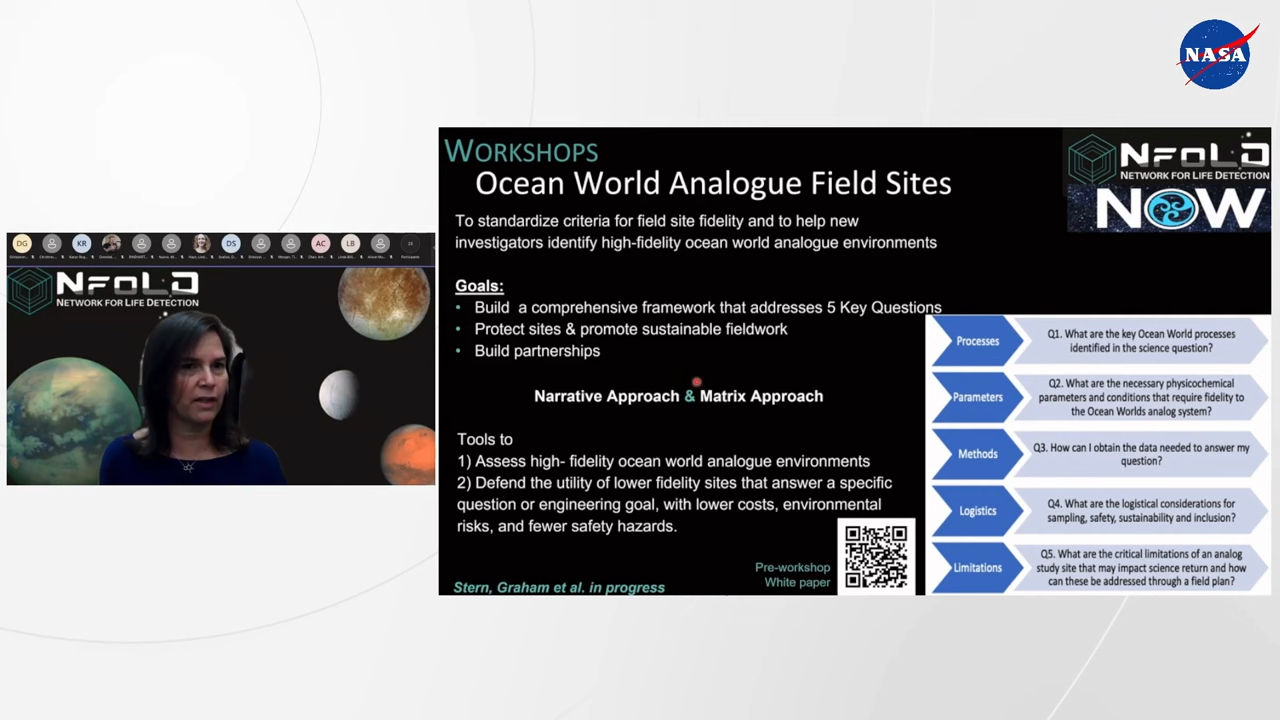 NASA
WORKSHOPS
Ocean World Analogue Field Sites
NFOLD
NETWORK FOR LIFE DETECTION
NOW
To standardize criteria for field site fidelity and to help new
investigators identify high-fidelity ocean world analogue environments
Goals:
• Build a comprehensive framework that addresses 5 Key Questions
• Protect sites & promote sustainable fieldwork
• Build partnerships
Narrative Approach & Matrix Approach
Tools to
1) Assess high- fidelity ocean world analogue environments
2) Defend the utility of lower fidelity sites that answer a specific
question or engineering goal, with lower costs, environmental
risks, and fewer safety hazards.
Pre-workshop
White paper
Stern, Graham et al. in progress
Processes
Q1. What are the key Ocean World processes
identified in the science question?
Parameters
Q2. What are the necessary physicochemical
parameters and conditions that require fidelity to
the Ocean Worlds analog system?
Methods
Q3. How can I obtain the data needed to answer my
question?
Logistics
Q4. What are the logistical considerations for
sampling, safety, sustainability and inclusion?
Limitations
Q5. What are the critical limitations of an analog
study site that may impact science return and how
can these be addressed through a field plan?
DG
KR
DS
AC
LB
Participants
NFOLD
NETWORK FOR LIFE DETECTION